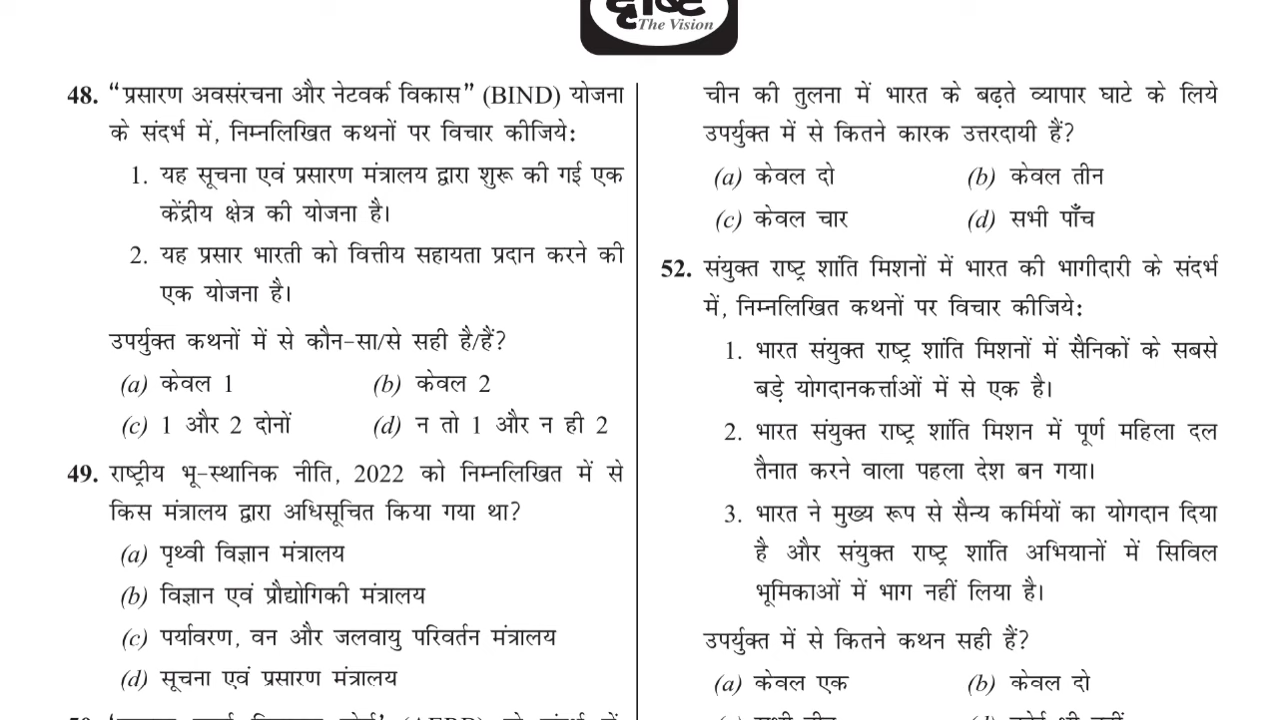 दृष्टि
The Vision
48. “प्रसारण अवसंरचना और नेटवर्क विकास” (BIND) योजना
के संदर्भ में, निम्नलिखित कथनों पर विचार कीजिये:
1. यह सूचना एवं प्रसारण मंत्रालय द्वारा शुरू की गई एक
केंद्रीय क्षेत्र की योजना है।
2. यह प्रसार भारती को वित्तीय सहायता प्रदान करने की
एक योजना है।
उपर्युक्त कथनों में से कौन-सा/से सही है/हैं?
(a) केवल 1 (b) केवल 2
(c) 1 और 2 दोनों (d) न तो 1 और न ही 2
49. राष्ट्रीय भू-स्थानिक नीति, 2022 को निम्नलिखित में से
किस मंत्रालय द्वारा अधिसूचित किया गया था?
(a) पृथ्वी विज्ञान मंत्रालय
(b) विज्ञान एवं प्रौद्योगिकी मंत्रालय
(c) पर्यावरण, वन और जलवायु परिवर्तन मंत्रालय
(d) सूचना एवं प्रसारण मंत्रालय
चीन की तुलना में भारत के बढ़ते व्यापार घाटे के लिये
उपर्युक्त में से कितने कारक उत्तरदायी हैं?
(a) केवल दो (b) केवल तीन
(c) केवल चार (d) सभी पाँच
52. संयुक्त राष्ट्र शांति मिशनों में भारत की भागीदारी के संदर्भ
में, निम्नलिखित कथनों पर विचार कीजिये:
1. भारत संयुक्त राष्ट्र शांति मिशनों में सैनिकों के सबसे
बड़े योगदानकर्त्ताओं में से एक है।
2. भारत संयुक्त राष्ट्र शांति मिशन में पूर्ण महिला दल
तैनात करने वाला पहला देश बन गया।
3. भारत ने मुख्य रूप से सैन्य कर्मियों का योगदान दिया
है और संयुक्त राष्ट्र शांति अभियानों में सिविल
भूमिकाओं में भाग नहीं लिया है।
उपर्युक्त में से कितने कथन सही हैं?
(a) केवल एक (b) केवल दो